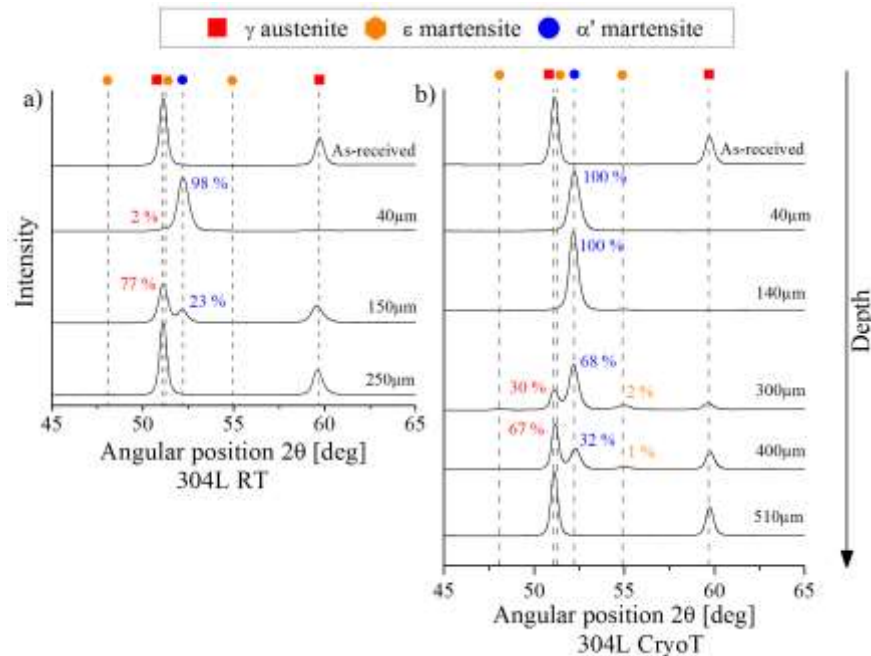 γ austenite ε martensite α' martensite
a)
As-received
98 %
2 %
40μm
77 %
23 %
150μm
250μm
Intensity
45 50 55 60 65
Angular position 2θ [deg]
304L RT
b)
As-received
100 %
40μm
100 %
140μm
68 %
30 %
2 %
300μm
67 %
32 %
1 %
400μm
510μm
45 50 55 60 65
Angular position 2θ [deg]
304L CryoT
Depth